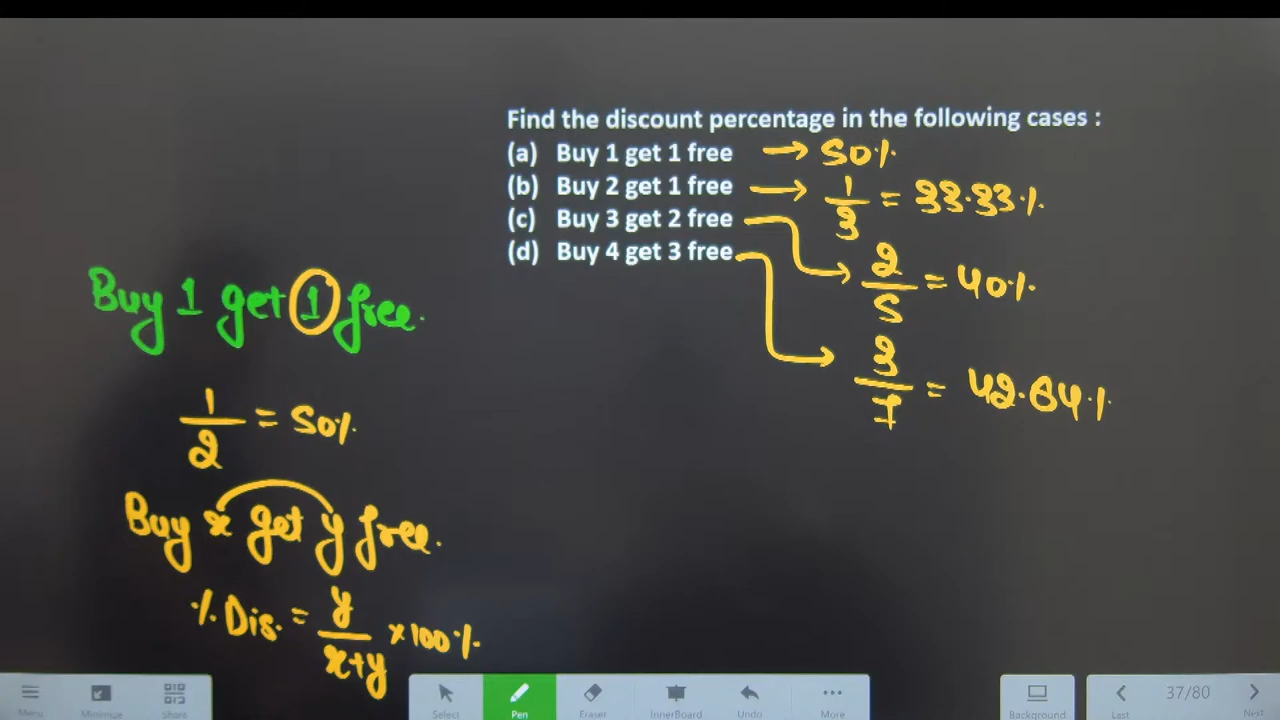 Find the discount percentage in the following cases :
(a) Buy 1 get 1 free → 50%
(b) Buy 2 get 1 free → 1/3 = 33.33%
(c) Buy 3 get 2 free → 2/5 = 40%
(d) Buy 4 get 3 free → 3/7 = 42.84%
Buy 1 get 1 free.
1/2 = 50%
Buy x get y free.
% Dis. = y/x+y × 100%
Menu Minimize Share Select Pen Eraser InnerBoard Undo More Background Last 37/80 Next